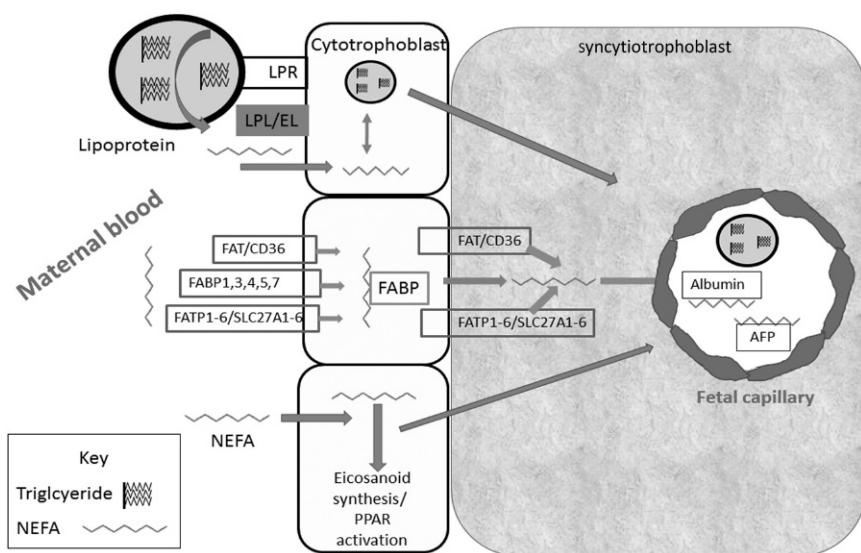 Cytotrophoblast
syncytiotrophoblast
LPR
LPL/EL
Lipoprotein
Maternal blood
FAT/CD36
FABP1,3,4,5,7
FATP1-6/SLC27A1-6
FABP
FAT/CD36
FATP1-6/SLC27A1-6
Albumin
AFP
Fetal capillary
NEFA
Eicosanoid
synthesis/
PPAR
activation
Key
Triglcyeride
NEFA